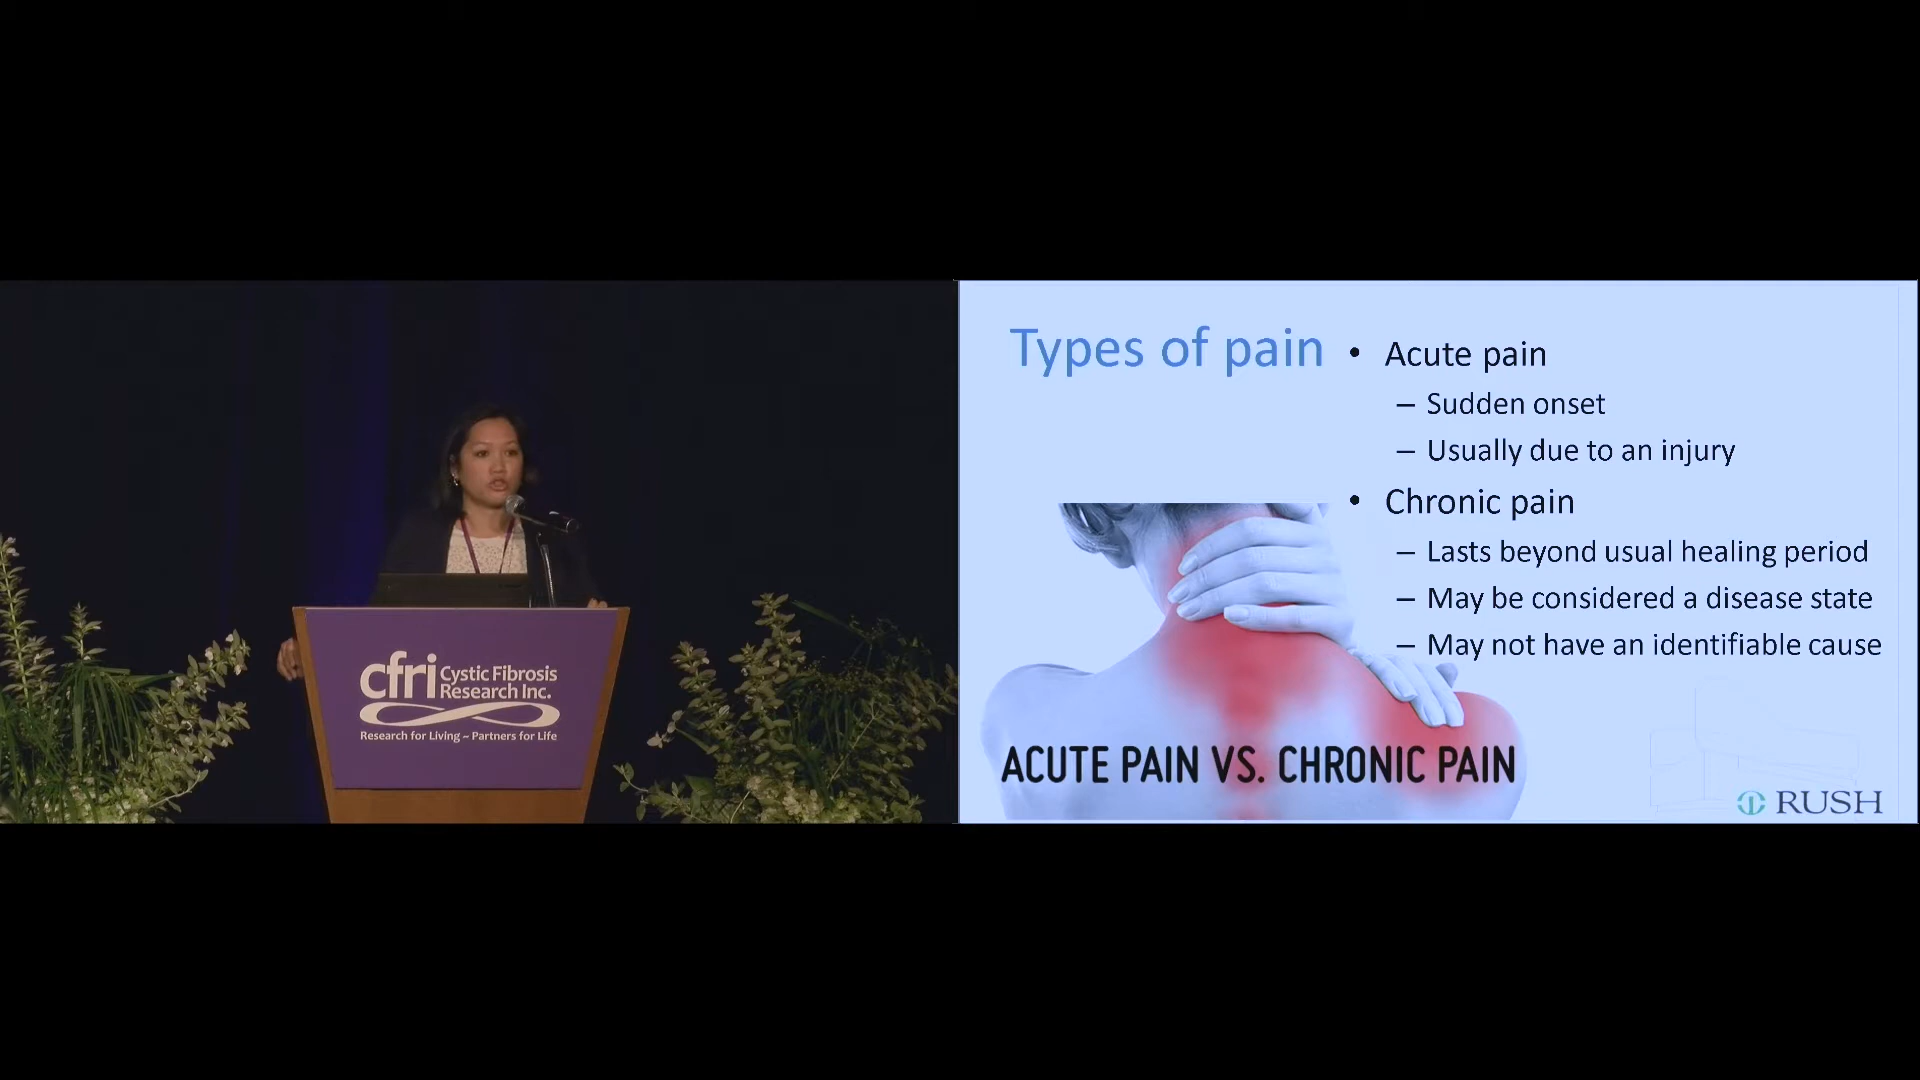 cfri Cystic Fibrosis
Research Inc.
Research for Living ~ Partners for Life
Types of pain
• Acute pain
– Sudden onset
– Usually due to an injury
• Chronic pain
– Lasts beyond usual healing period
– May be considered a disease state
– May not have an identifiable cause
ACUTE PAIN VS. CHRONIC PAIN
RUSH